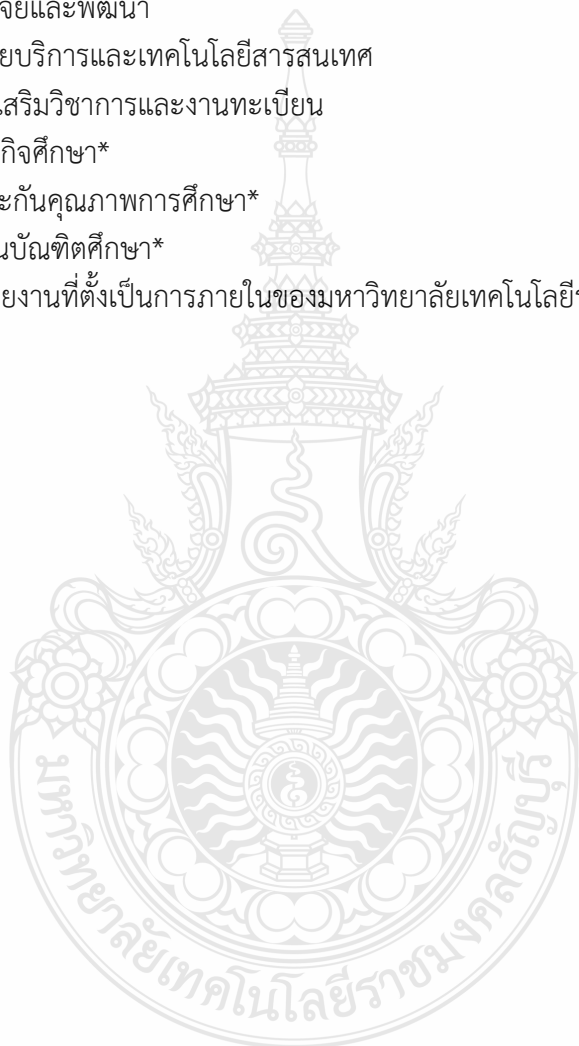 จัยและพัฒนา
ยบริการและเทคโนโลยีสารสนเทศ
เสริมวิชาการและงานทะเบียน
กิจศึกษา*
ะกันคุณภาพการศึกษา*
นบัณฑิตศึกษา*
ยงานที่ตั้งเป็นการภายในของมหาวิทยาลัยเทคโนโลยีร
มหาวิทยาลัยเทคโนโลยีราชมงคลธัญบุรี